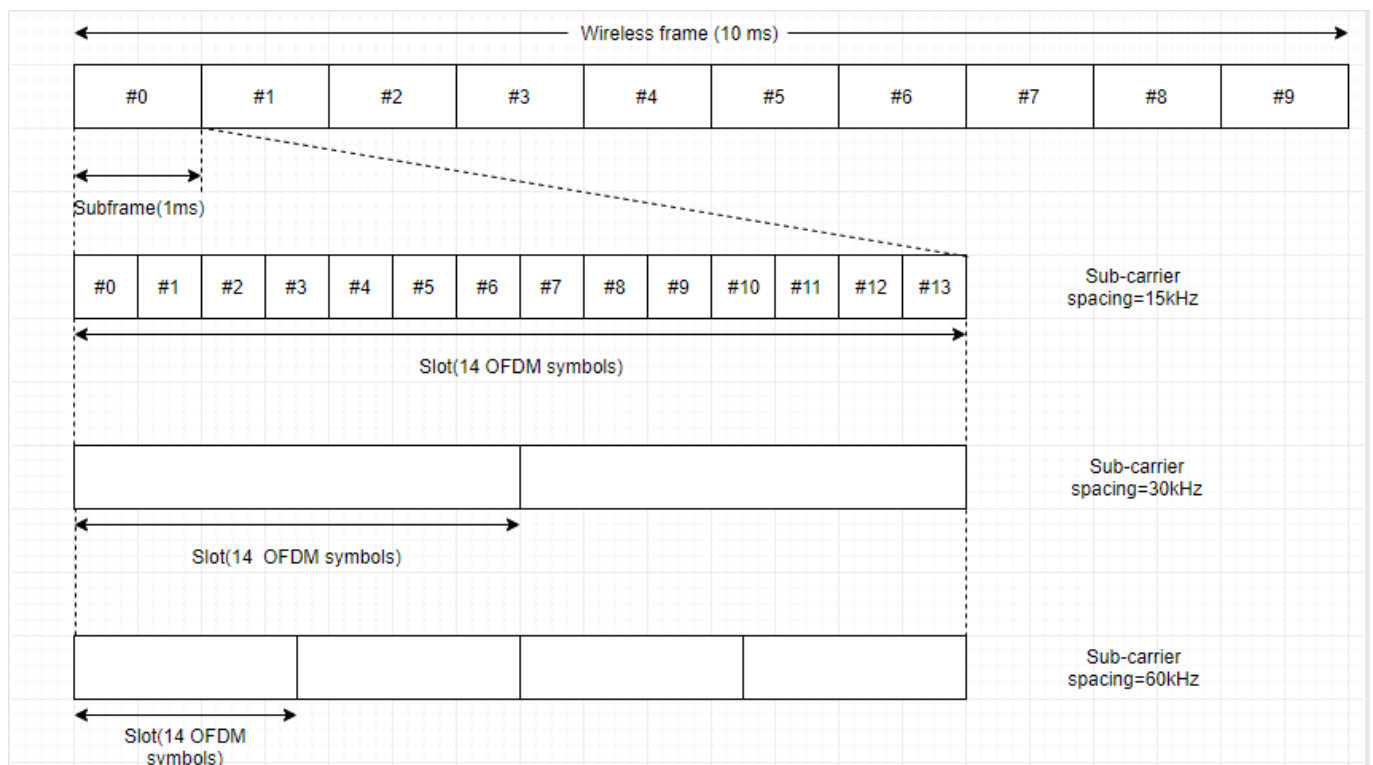 Wireless frame (10 ms)
#0 #1 #2 #3 #4 #5 #6 #7 #8 #9
Subframe(1ms)
#0 #1 #2 #3 #4 #5 #6 #7 #8 #9 #10 #11 #12 #13
Sub-carrier
spacing=15kHz
Slot(14 OFDM symbols)
Sub-carrier
spacing=30kHz
Slot(14  OFDM symbols)
Sub-carrier
spacing=60kHz
Slot(14 OFDM
symbols)